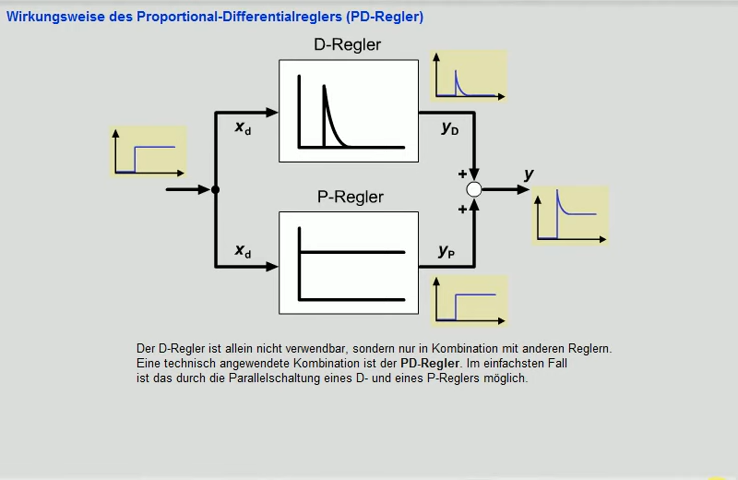 Wirkungsweise des Proportional-Differentialreglers (PD-Regler)
D-Regler
xd
yD
+
y
+
P-Regler
xd
yP
Der D-Regler ist allein nicht verwendbar, sondern nur in Kombination mit anderen Reglern.
Eine technisch angewendete Kombination ist der PD-Regler. Im einfachsten Fall
ist das durch die Parallelschaltung eines D- und eines P-Reglers möglich.